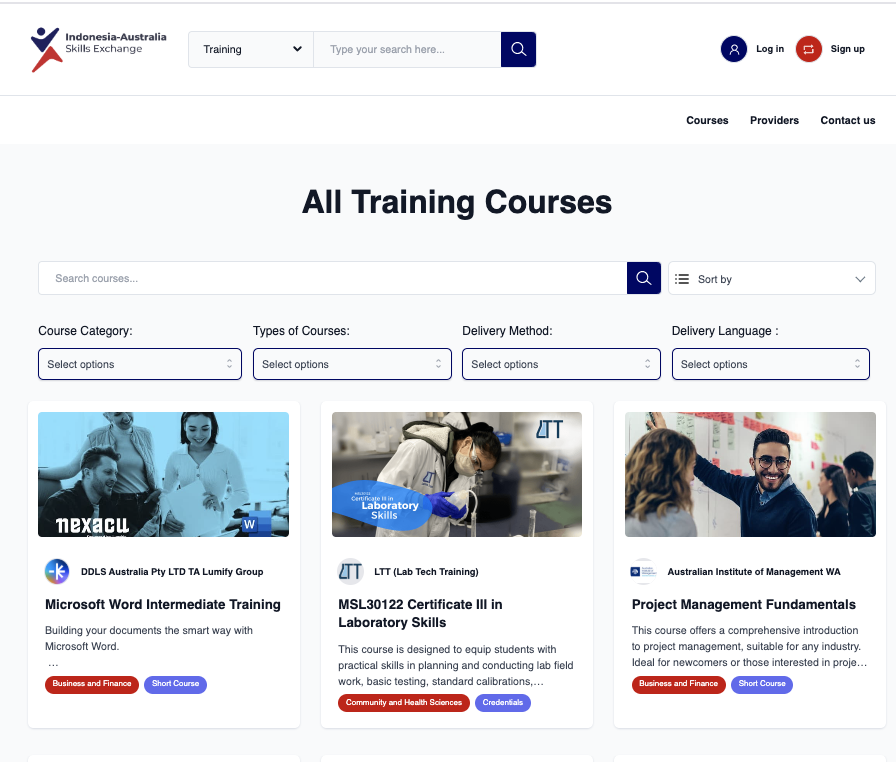 Indonesia-Australia
Skills Exchange
Training
Type your search here...
Log in
Sign up
Courses
Providers
Contact us
All Training Courses
Search courses...
Sort by
Course Category:
Types of Courses:
Delivery Method:
Delivery Language :
Select options
Select options
Select options
Select options
nexacu
W
DDLS Australia Pty LTD TA Lumify Group
Microsoft Word Intermediate Training
Building your documents the smart way with
Microsoft Word.
...
Business and Finance
Short Course
LTT
LTT
MSL30122
Certificate III in
Laboratory
Skills
LTT
LTT (Lab Tech Training)
MSL30122 Certificate III in
Laboratory Skills
This course is designed to equip students with
practical skills in planning and conducting lab field
work, basic testing, standard calibrations,...
Community and Health Sciences
Credentials
Australian Institute of Management WA
Project Management Fundamentals
This course offers a comprehensive introduction
to project management, suitable for any industry.
Ideal for newcomers or those interested in proje...
Business and Finance
Short Course